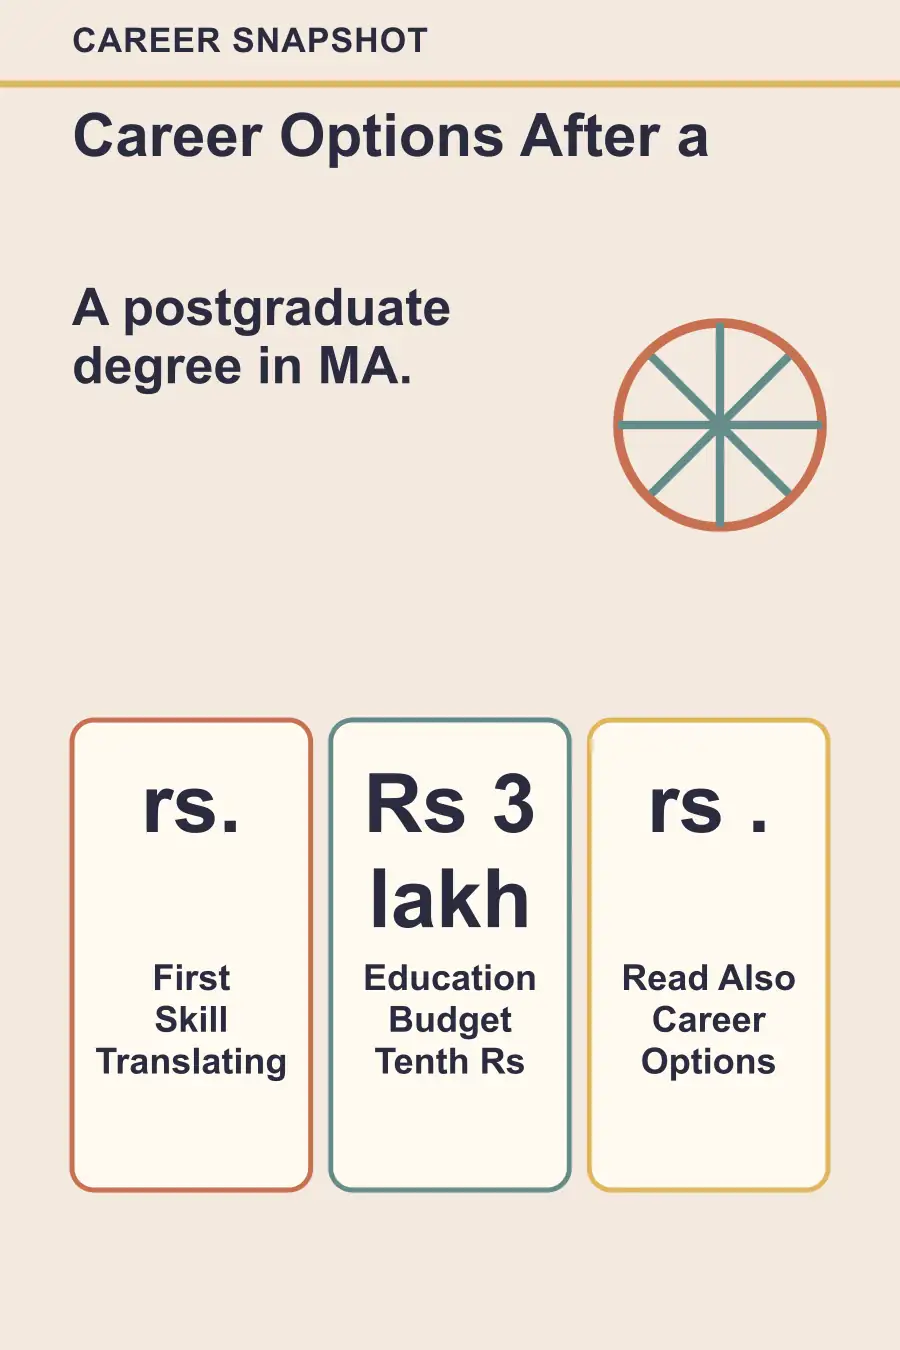 CAREER SNAPSHOT
Career Options After a
A postgraduate
degree in MA.
rs.
First
Skill
Translating
Rs 3
lakh
Education
Budget
Tenth Rs
rs .
Read Also
Career
Options